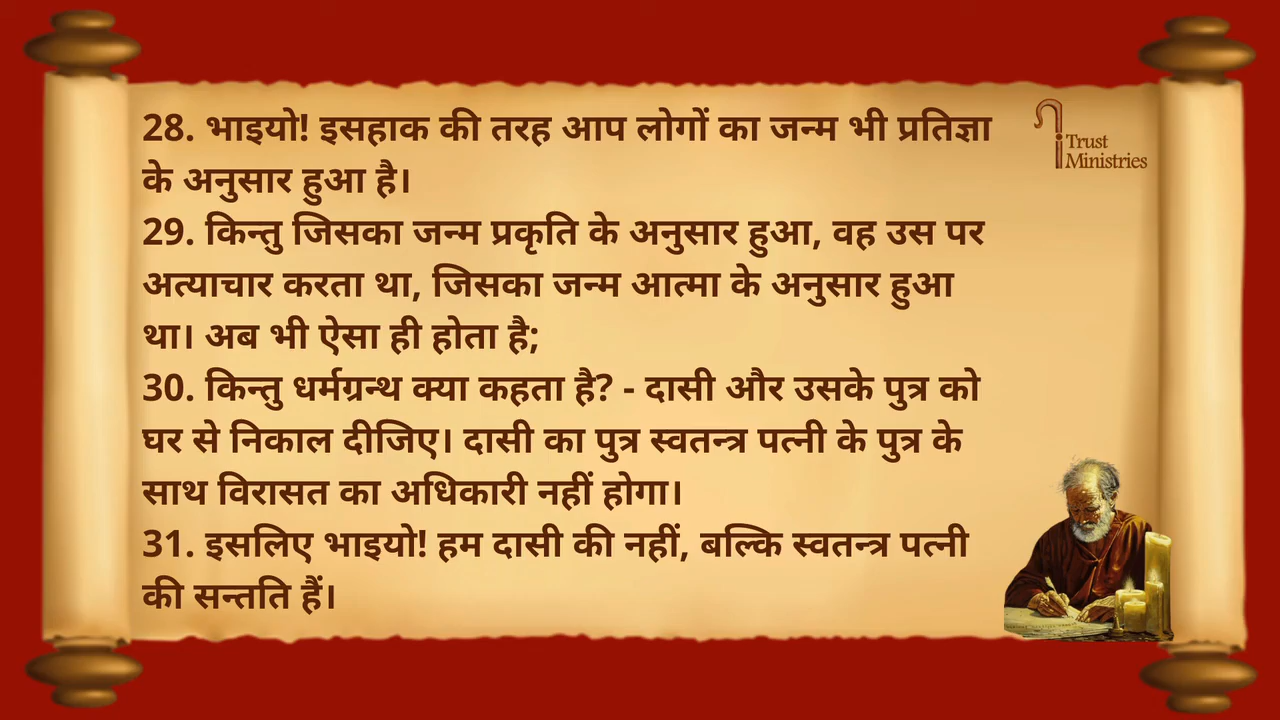 28. भाइयो! इसहाक की तरह आप लोगों का जन्म भी प्रतिज्ञा
के अनुसार हुआ है।
29. किन्तु जिसका जन्म प्रकृति के अनुसार हुआ, वह उस पर
अत्याचार करता था, जिसका जन्म आत्मा के अनुसार हुआ
था। अब भी ऐसा ही होता है;
30. किन्तु धर्मग्रन्थ क्या कहता है? - दासी और उसके पुत्र को
घर से निकाल दीजिए। दासी का पुत्र स्वतन्त्र पत्नी के पुत्र के
साथ विरासत का अधिकारी नहीं होगा।
31. इसलिए भाइयो! हम दासी की नहीं, बल्कि स्वतन्त्र पत्नी
की सन्तति हैं।
i Trust
Ministries